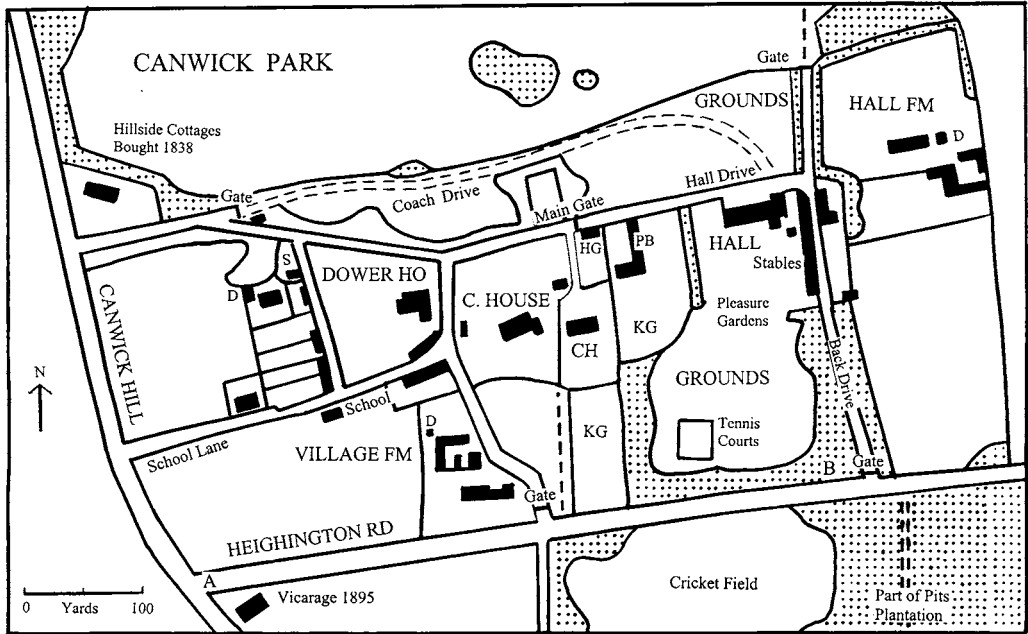 CANWICK PARK
Gate
GROUNDS
HALL FM
Hillside Cottages
Bought 1838
D
Gate
Coach Drive
Hall Drive
Main Gate
S
DOWER HO
HG
PB
HALL
Stables
D
C. HOUSE
CANWICK HILL
Pleasure
Gardens
KG
CH
N
Back Drive
GROUNDS
School
School Lane
D
KG
Tennis
Courts
VILLAGE FM
B
Gate
Gate
HEIGHINGTON RD
A
Cricket Field
0 Yards 100
Vicarage 1895
Part of Pits
Plantation